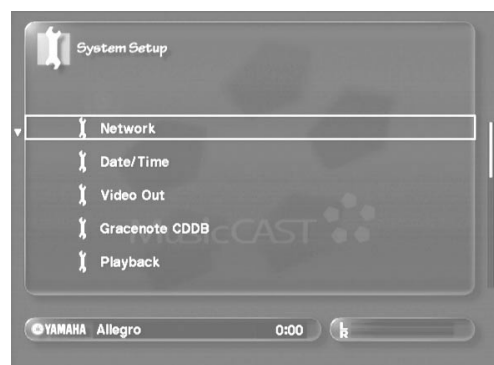 System Setup
Network
Date/Time
Video Out
Gracenote CDDB
MusicCAST
Playback
YAMAHA Allegro 0:00 L R